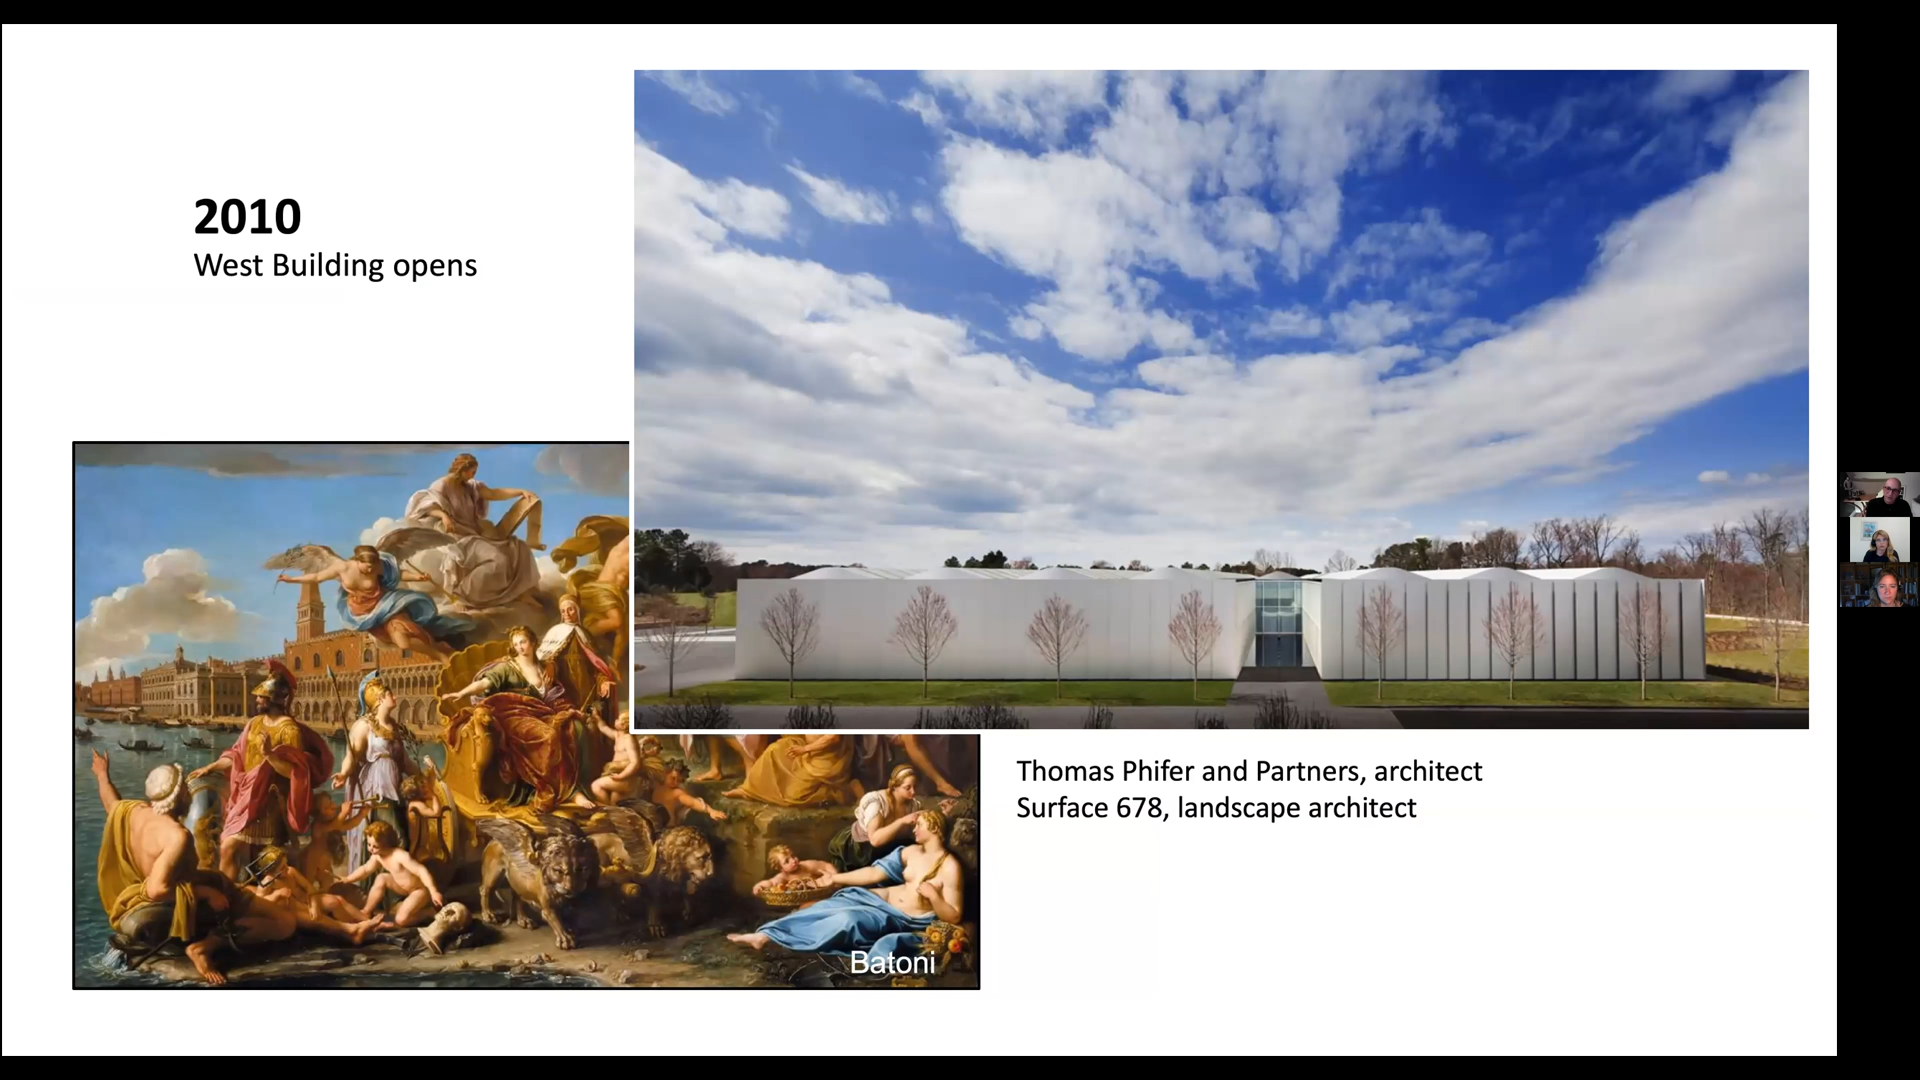 2010
West Building opens
Thomas Phifer and Partners, architect
Surface 678, landscape architect
Batoni